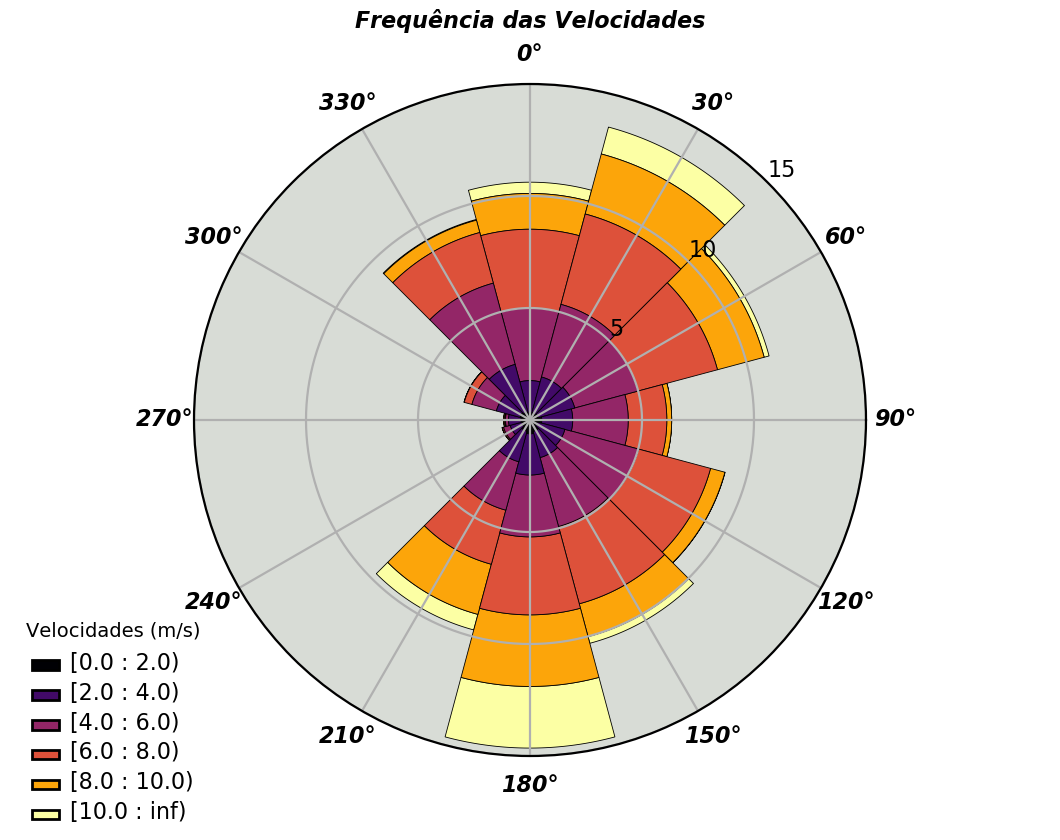 Frequência das Velocidades
0°
330°
30°
15
300°
60°
10
5
270°
90°
240°
120°
210°
150°
180°
Velocidades (m/s)
[0.0 : 2.0)
[2.0 : 4.0)
[4.0 : 6.0)
[6.0 : 8.0)
[8.0 : 10.0)
[10.0 : inf)